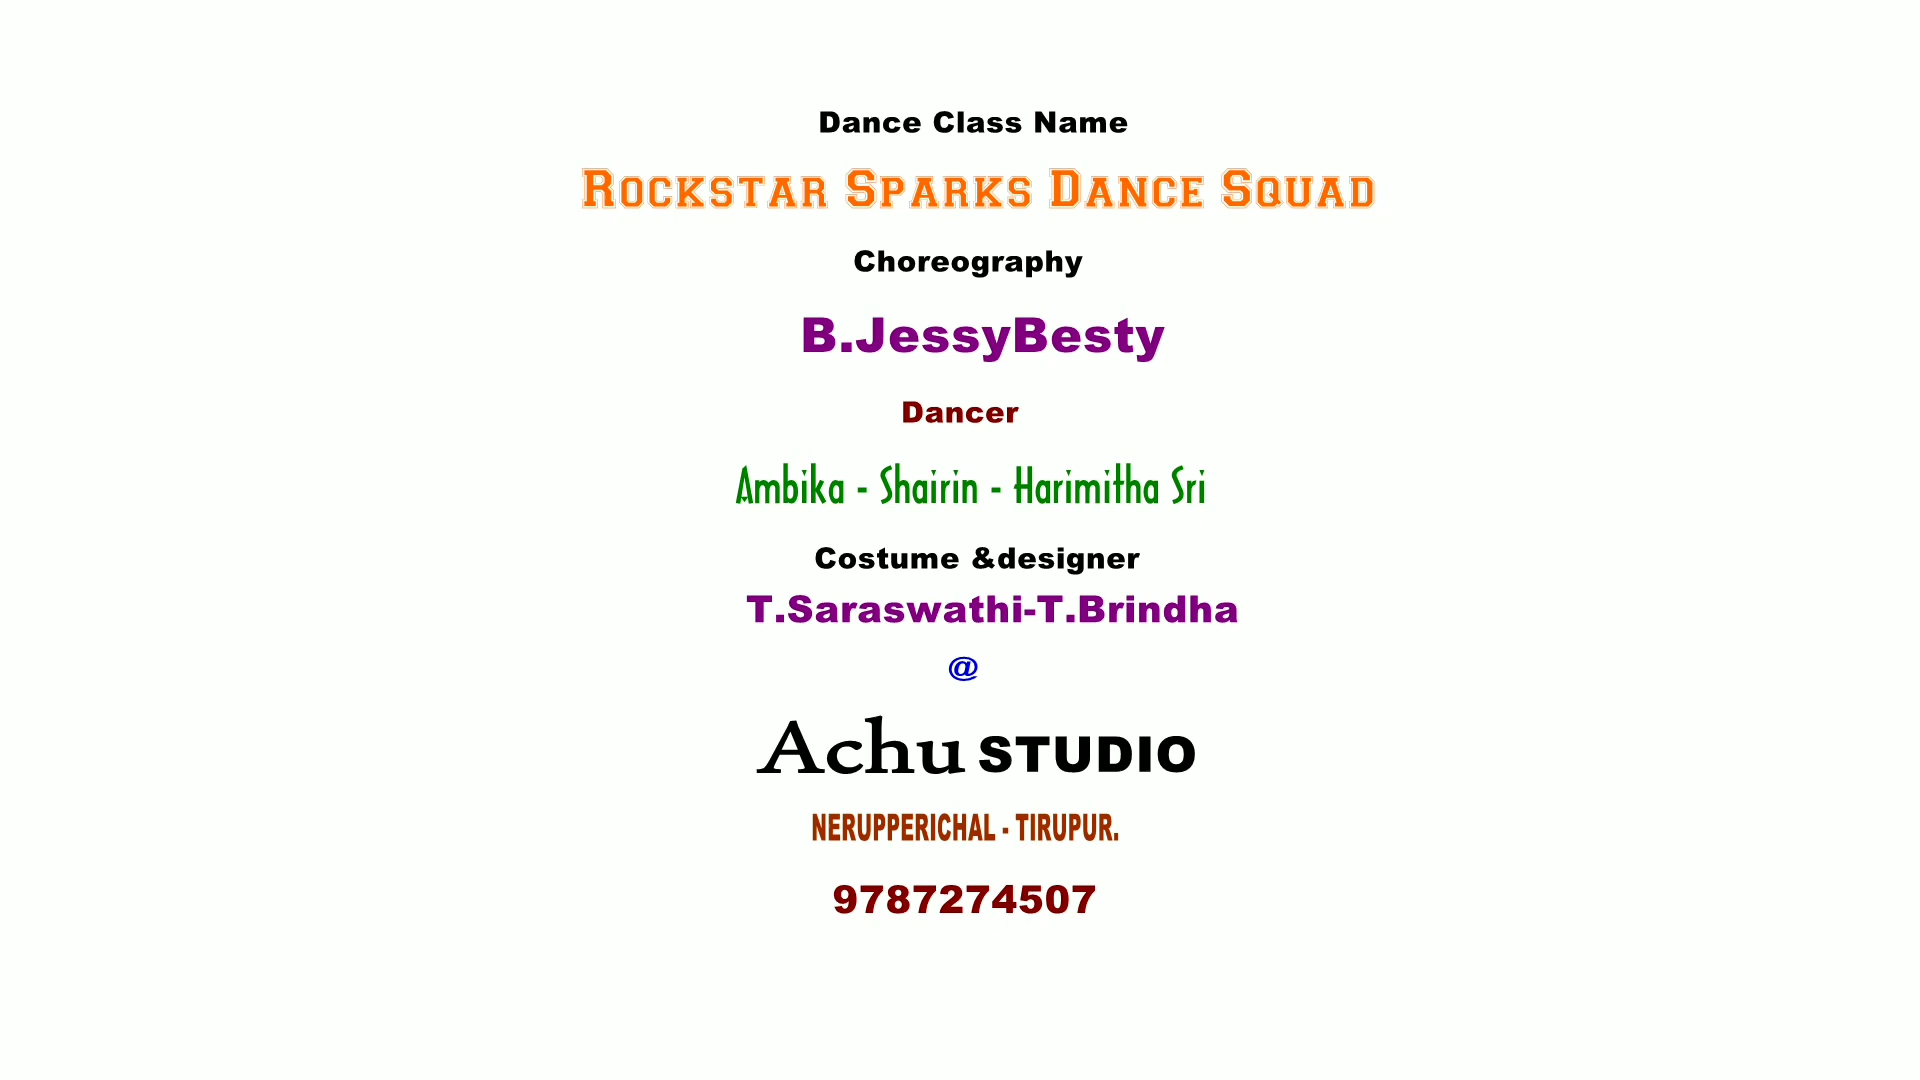 Dance Class Name
Rockstar Sparks Dance Squad
Choreography
B.JessyBesty
Dancer
Ambika - Shairin - Harimitha Sri
Costume &designer
T.Saraswathi-T.Brindha
@
Achu STUDIO
NERUPPERICHAL - TIRUPUR.
9787274507